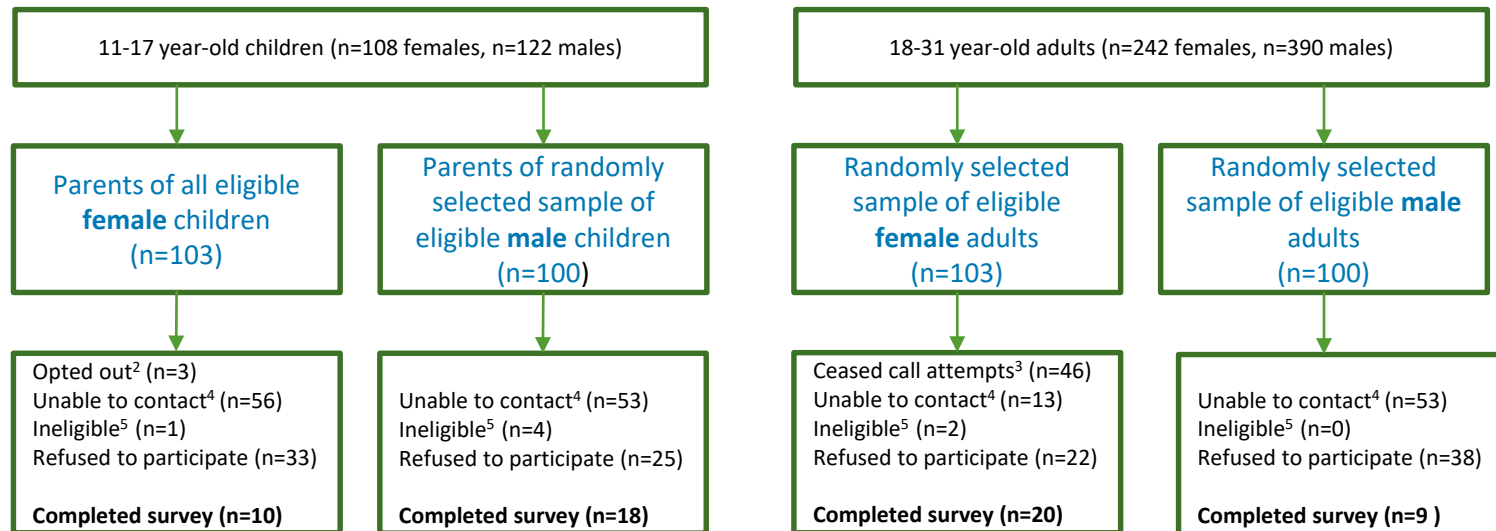 11-17 year-old children (n=108 females, n=122 males)
18-31 year-old adults (n=242 females, n=390 males)
Parents of all eligible
female children
(n=103)
Parents of randomly
selected sample of
eligible male children
(n=100)
Randomly selected
sample of eligible
female adults
(n=103)
Randomly selected
sample of eligible male
adults
(n=100)
Opted out² (n=3)
Unable to contact⁴ (n=56)
Ineligible⁵ (n=1)
Refused to participate (n=33)
Completed survey (n=10)
Unable to contact⁴ (n=53)
Ineligible⁵ (n=4)
Refused to participate (n=25)
Completed survey (n=18)
Ceased call attempts³ (n=46)
Unable to contact⁴ (n=13)
Ineligible⁵ (n=2)
Refused to participate (n=22)
Completed survey (n=20)
Unable to contact⁴ (n=53)
Ineligible⁵ (n=0)
Refused to participate (n=38)
Completed survey (n=9 )